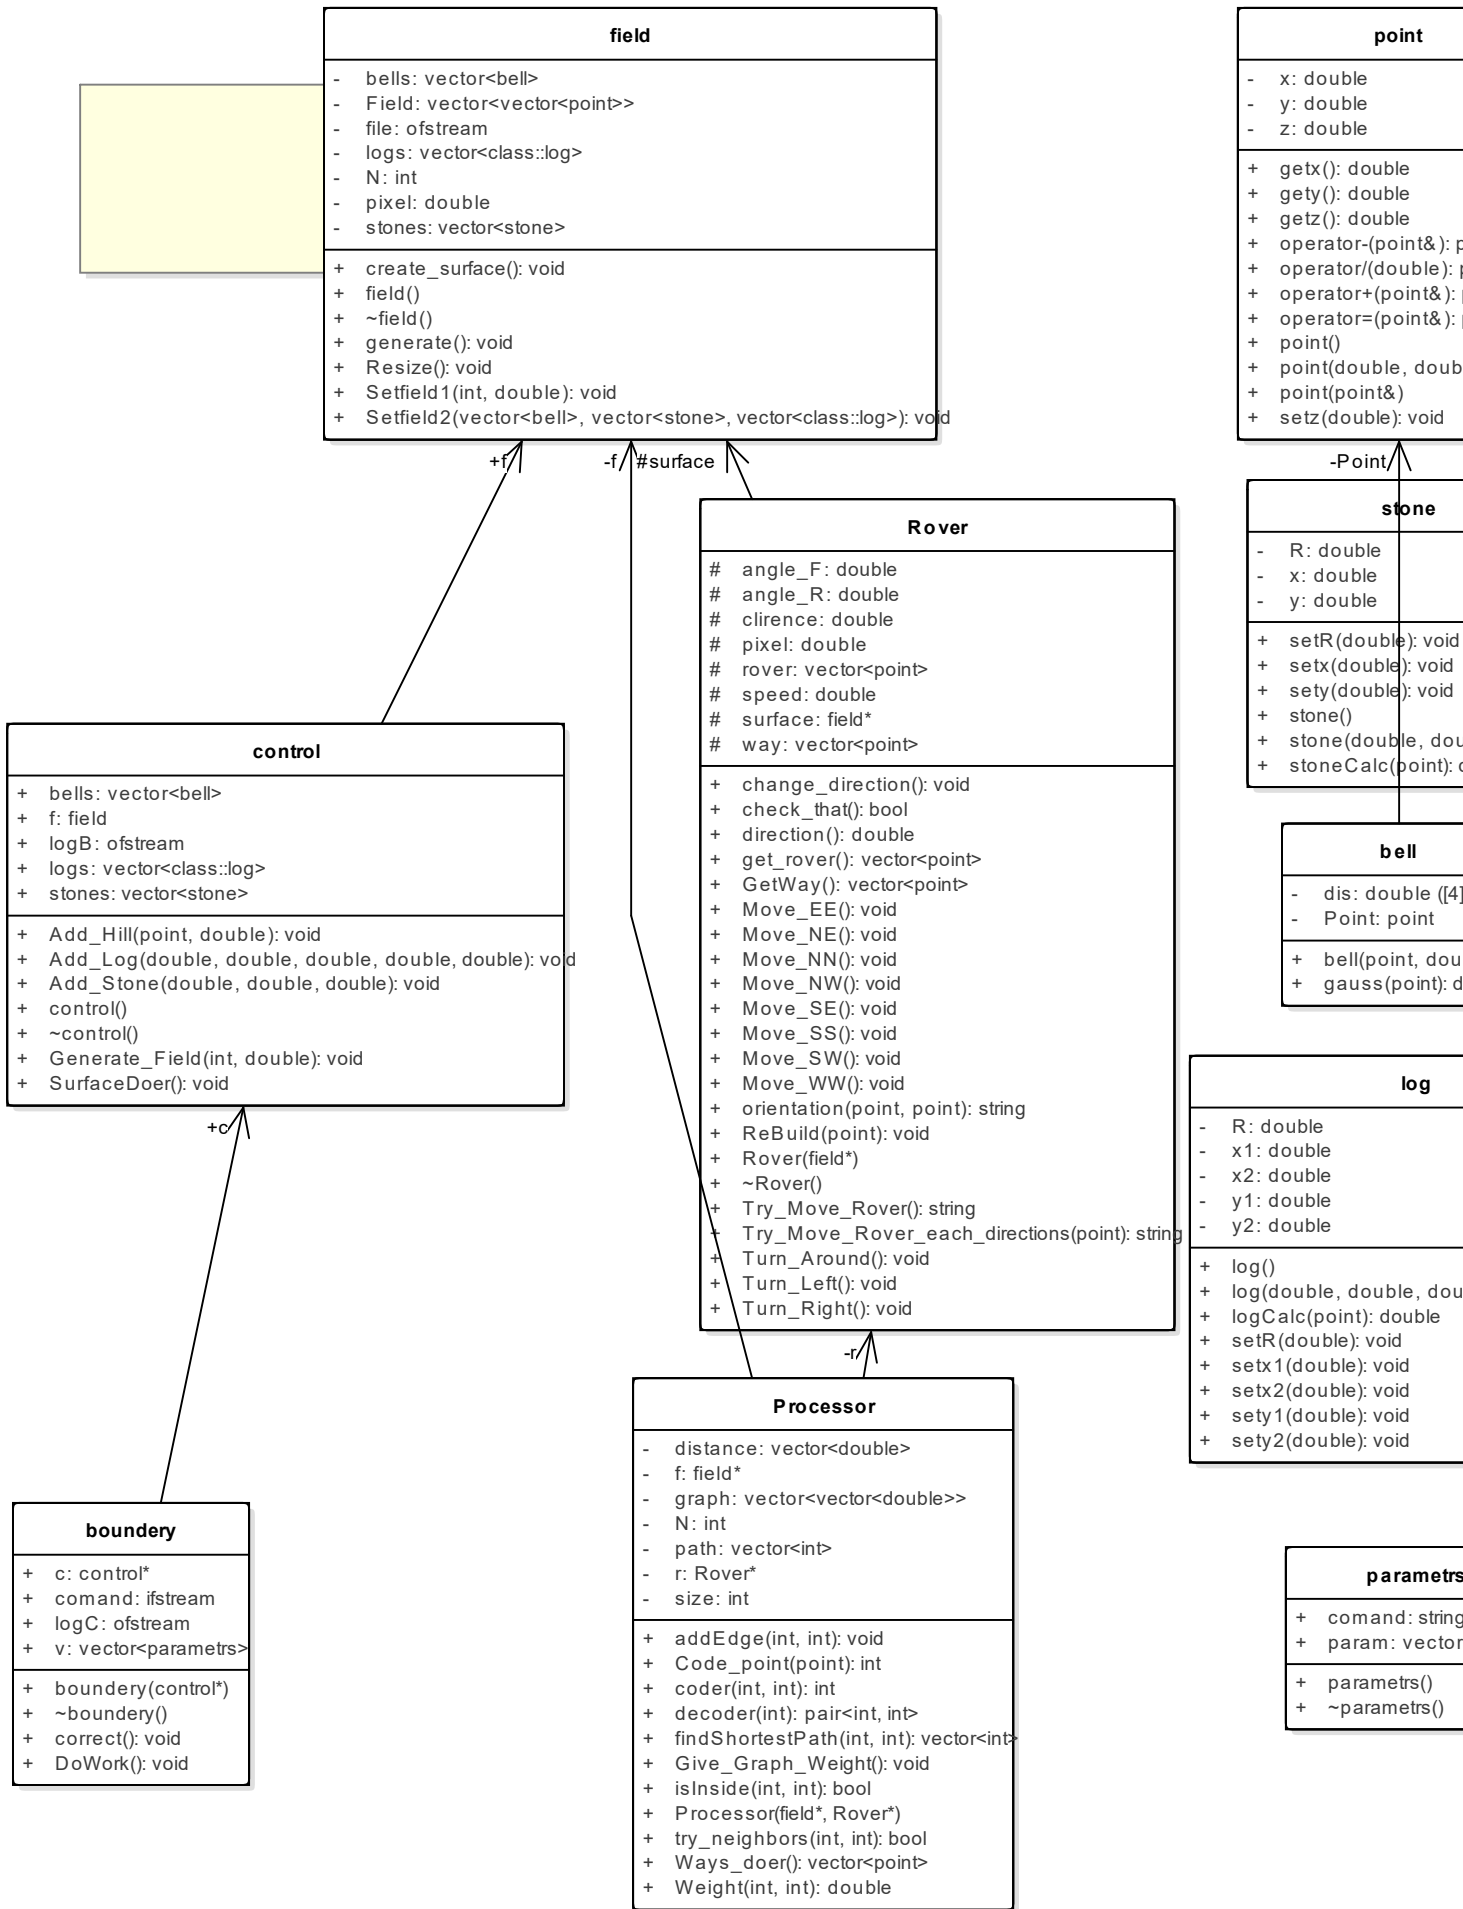 field
- bells: vector<bell>
- Field: vector<vector<point>>
- file: ofstream
- logs: vector<class::log>
- N: int
- pixel: double
- stones: vector<stone>
+ create_surface(): void
+ field()
+ ~field()
+ generate(): void
+ Resize(): void
+ Setfield1(int, double): void
+ Setfield2(vector<bell>, vector<stone>, vector<class::log>): void
+f
-f
#surface
point
- x: double
- y: double
- z: double
+ getx(): double
+ gety(): double
+ getz(): double
+ operator-(point&): p
+ operator/(double): p
+ operator+(point&): p
+ operator=(point&): p
+ point()
+ point(double, doub
+ point(point&)
+ setz(double): void
-Point
stone
- R: double
- x: double
- y: double
+ setR(double): void
+ setx(double): void
+ sety(double): void
+ stone()
+ stone(double, dou
+ stoneCalc(point): d
Rover
# angle_F: double
# angle_R: double
# clirence: double
# pixel: double
# rover: vector<point>
# speed: double
# surface: field*
# way: vector<point>
+ change_direction(): void
+ check_that(): bool
+ direction(): double
+ get_rover(): vector<point>
+ GetWay(): vector<point>
+ Move_EE(): void
+ Move_NE(): void
+ Move_NN(): void
+ Move_NW(): void
+ Move_SE(): void
+ Move_SS(): void
+ Move_SW(): void
+ Move_WW(): void
+ orientation(point, point): string
+ ReBuild(point): void
+ Rover(field*)
+ ~Rover()
+ Try_Move_Rover(): string
+ Try_Move_Rover_each_directions(point): string
+ Turn_Around(): void
+ Turn_Left(): void
+ Turn_Right(): void
-r
control
+ bells: vector<bell>
+ f: field
+ logB: ofstream
+ logs: vector<class::log>
+ stones: vector<stone>
+ Add_Hill(point, double): void
+ Add_Log(double, double, double, double, double): void
+ Add_Stone(double, double, double): void
+ control()
+ ~control()
+ Generate_Field(int, double): void
+ SurfaceDoer(): void
+c
bell
- dis: double ([4]
- Point: point
+ bell(point, dou
+ gauss(point): d
log
- R: double
- x1: double
- x2: double
- y1: double
- y2: double
+ log()
+ log(double, double, dou
+ logCalc(point): double
+ setR(double): void
+ setx1(double): void
+ setx2(double): void
+ sety1(double): void
+ sety2(double): void
Processor
- distance: vector<double>
- f: field*
- graph: vector<vector<double>>
- N: int
- path: vector<int>
- r: Rover*
- size: int
+ addEdge(int, int): void
+ Code_point(point): int
+ coder(int, int): int
+ decoder(int): pair<int, int>
+ findShortestPath(int, int): vector<int>
+ Give_Graph_Weight(): void
+ isInside(int, int): bool
+ Processor(field*, Rover*)
+ try_neighbors(int, int): bool
+ Ways_doer(): vector<point>
+ Weight(int, int): double
boundery
+ c: control*
+ comand: ifstream
+ logC: ofstream
+ v: vector<parametrs>
+ boundery(control*)
+ ~boundery()
+ correct(): void
+ DoWork(): void
parametrs
+ comand: string
+ param: vector
+ parametrs()
+ ~parametrs()